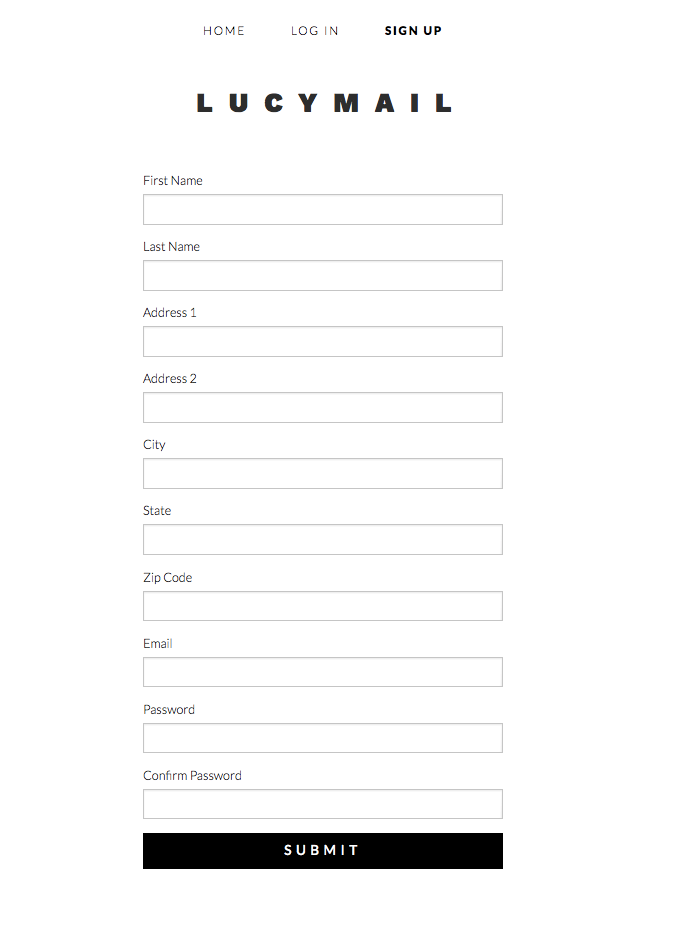 HOME LOG IN SIGN UP
LUCYMAIL
First Name
Last Name
Address 1
Address 2
City
State
Zip Code
Email
Password
Confirm Password
SUBMIT